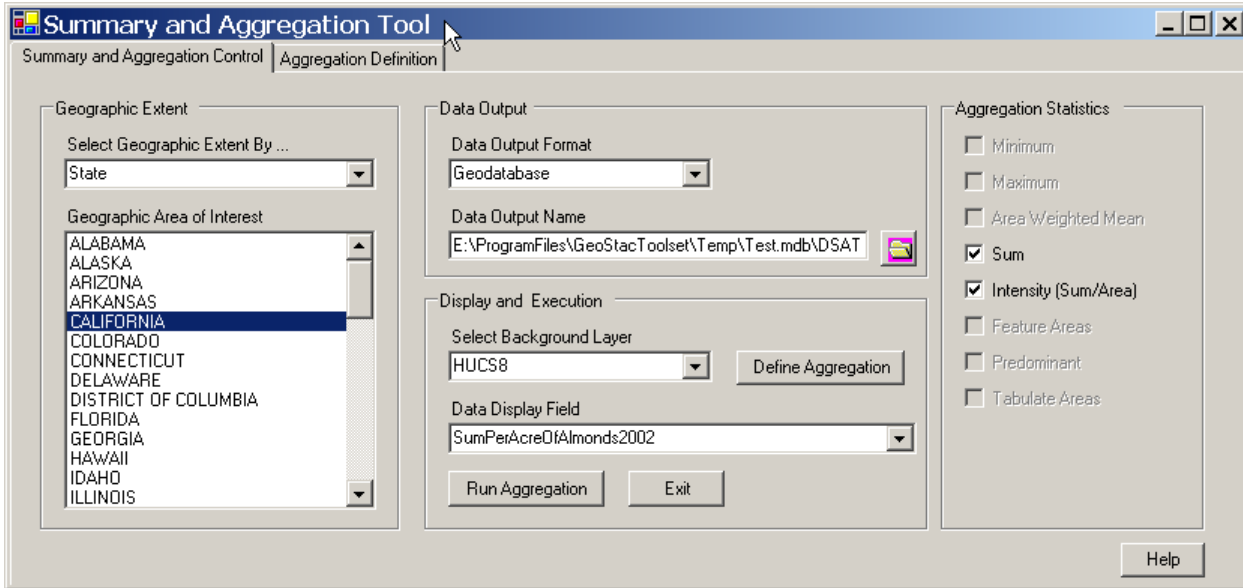 Summary and Aggregation Tool
Summary and Aggregation Control
Aggregation Definition
Geographic Extent
Select Geographic Extent By ...
State
Geographic Area of Interest
ALABAMA
ALASKA
ARIZONA
ARKANSAS
CALIFORNIA
COLORADO
CONNECTICUT
DELAWARE
DISTRICT OF COLUMBIA
FLORIDA
GEORGIA
HAWAII
IDAHO
ILLINOIS
Data Output
Data Output Format
Geodatabase
Data Output Name
E:\ProgramFiles\GeoStacToolset\Temp\Test.mdb\DSAT
Display and Execution
Select Background Layer
HUCS8
Define Aggregation
Data Display Field
SumPerAcreOfAlmonds2002
Run Aggregation
Exit
Aggregation Statistics
Minimum
Maximum
Area Weighted Mean
Sum
Intensity (Sum/Area)
Feature Areas
Predominant
Tabulate Areas
Help